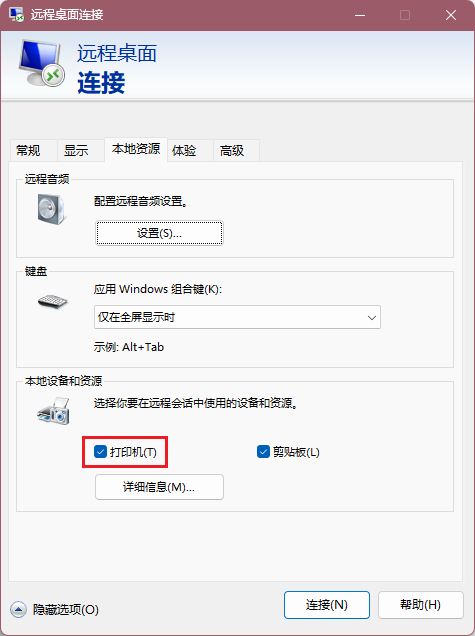 远程桌面连接
远程桌面
连接
常规 显示 本地资源 体验 高级
远程音频
配置远程音频设置。
设置(S)...
键盘
应用 Windows 组合键(K):
仅在全屏显示时
示例: Alt+Tab
本地设备和资源
选择你要在远程会话中使用的设备和资源。
打印机(T) 剪贴板(L)
详细信息(M)...
隐藏选项(O) 连接(N) 帮助(H)